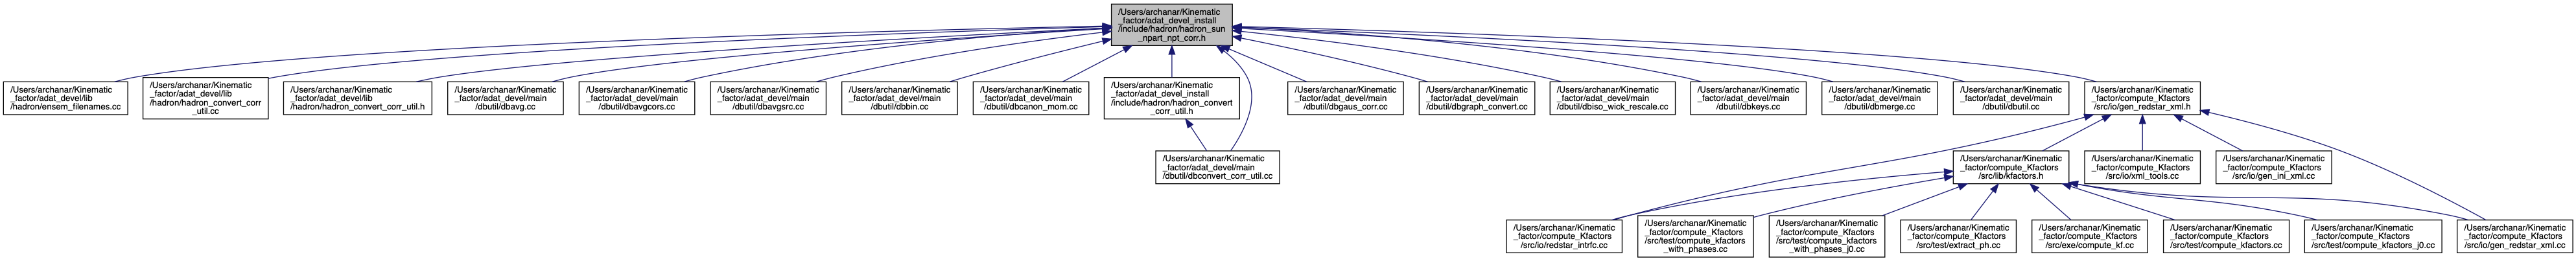 /Users/archanar/Kinematic
_factor/adat_devel_install
/include/hadron/hadron_sun
_npart_npt_corr.h
/Users/archanar/Kinematic
_factor/adat_devel/lib
/hadron/ensem_filenames.cc
/Users/archanar/Kinematic
_factor/adat_devel/lib
/hadron/hadron_convert_corr
_util.cc
/Users/archanar/Kinematic
_factor/adat_devel/lib
/hadron/hadron_convert_corr_util.h
/Users/archanar/Kinematic
_factor/adat_devel/main
/dbutil/dbavg.cc
/Users/archanar/Kinematic
_factor/adat_devel/main
/dbutil/dbavgcors.cc
/Users/archanar/Kinematic
_factor/adat_devel/main
/dbutil/dbavgsrc.cc
/Users/archanar/Kinematic
_factor/adat_devel/main
/dbutil/dbbin.cc
/Users/archanar/Kinematic
_factor/adat_devel/main
/dbutil/dbcanon_mom.cc
/Users/archanar/Kinematic
_factor/adat_devel_install
/include/hadron/hadron_convert
_corr_util.h
/Users/archanar/Kinematic
_factor/adat_devel/main
/dbutil/dbgaus_corr.cc
/Users/archanar/Kinematic
_factor/adat_devel/main
/dbutil/dbgraph_convert.cc
/Users/archanar/Kinematic
_factor/adat_devel/main
/dbutil/dbiso_wick_rescale.cc
/Users/archanar/Kinematic
_factor/adat_devel/main
/dbutil/dbkeys.cc
/Users/archanar/Kinematic
_factor/adat_devel/main
/dbutil/dbmerge.cc
/Users/archanar/Kinematic
_factor/adat_devel/main
/dbutil/dbutil.cc
/Users/archanar/Kinematic
_factor/compute_Kfactors
/src/io/gen_redstar_xml.h
/Users/archanar/Kinematic
_factor/adat_devel/main
/dbutil/dbconvert_corr_util.cc
/Users/archanar/Kinematic
_factor/compute_Kfactors
/src/lib/kfactors.h
/Users/archanar/Kinematic
_factor/compute_Kfactors
/src/io/xml_tools.cc
/Users/archanar/Kinematic
_factor/compute_Kfactors
/src/io/gen_ini_xml.cc
/Users/archanar/Kinematic
_factor/compute_Kfactors
/src/io/redstar_intrfc.cc
/Users/archanar/Kinematic
_factor/compute_Kfactors
/src/test/compute_kfactors
_with_phases.cc
/Users/archanar/Kinematic
_factor/compute_Kfactors
/src/test/compute_kfactors
_with_phases_j0.cc
/Users/archanar/Kinematic
_factor/compute_Kfactors
/src/test/extract_ph.cc
/Users/archanar/Kinematic
_factor/compute_Kfactors
/src/exe/compute_kf.cc
/Users/archanar/Kinematic
_factor/compute_Kfactors
/src/test/compute_kfactors.cc
/Users/archanar/Kinematic
_factor/compute_Kfactors
/src/test/compute_kfactors_j0.cc
/Users/archanar/Kinematic
_factor/compute_Kfactors
/src/io/gen_redstar_xml.cc